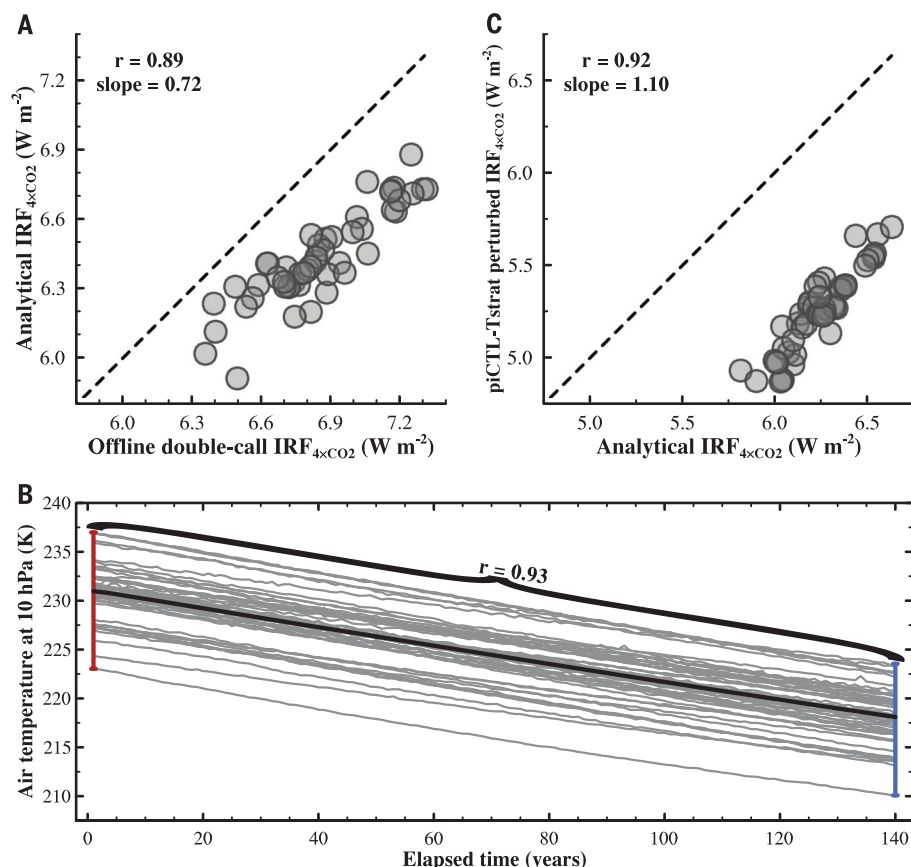 A
r = 0.89
slope = 0.72
Analytical IRF4×CO2 (W m-2)
7.2
6.9
6.6
6.3
6.0
6.0 6.3 6.6 6.9 7.2
Offline double-call IRF4×CO2 (W m-2)
C
r = 0.92
slope = 1.10
piCTL-Tstrat perturbed IRF4×CO2 (W m-2)
6.5
6.0
5.5
5.0
5.0 5.5 6.0 6.5
Analytical IRF4×CO2 (W m-2)
B
Air temperature at 10 hPa (K)
240
235
230
225
220
215
210
r = 0.93
0 20 40 60 80 100 120 140
Elapsed time (years)